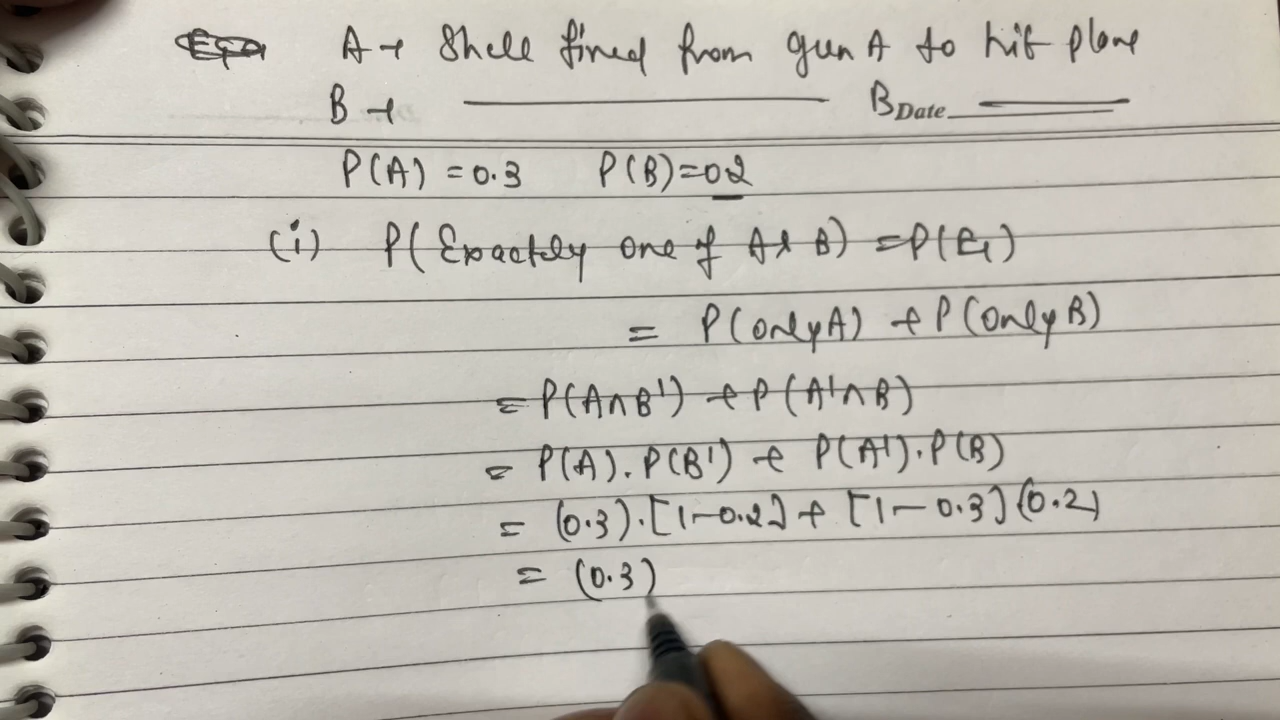 A → Shell fired from gun A to hit plane
B → ——— B ———
Date
P(A) = 0.3 P(B) = 0.2
(i) P(Exactely one of A & B) = P(E₁)
= P(only A) + P(only B)
= P(A∩B') + P(A'∩B)
= P(A).P(B') + P(A').P(B)
= (0.3).[1-0.2] + [1-0.3](0.2)
= (0.3)